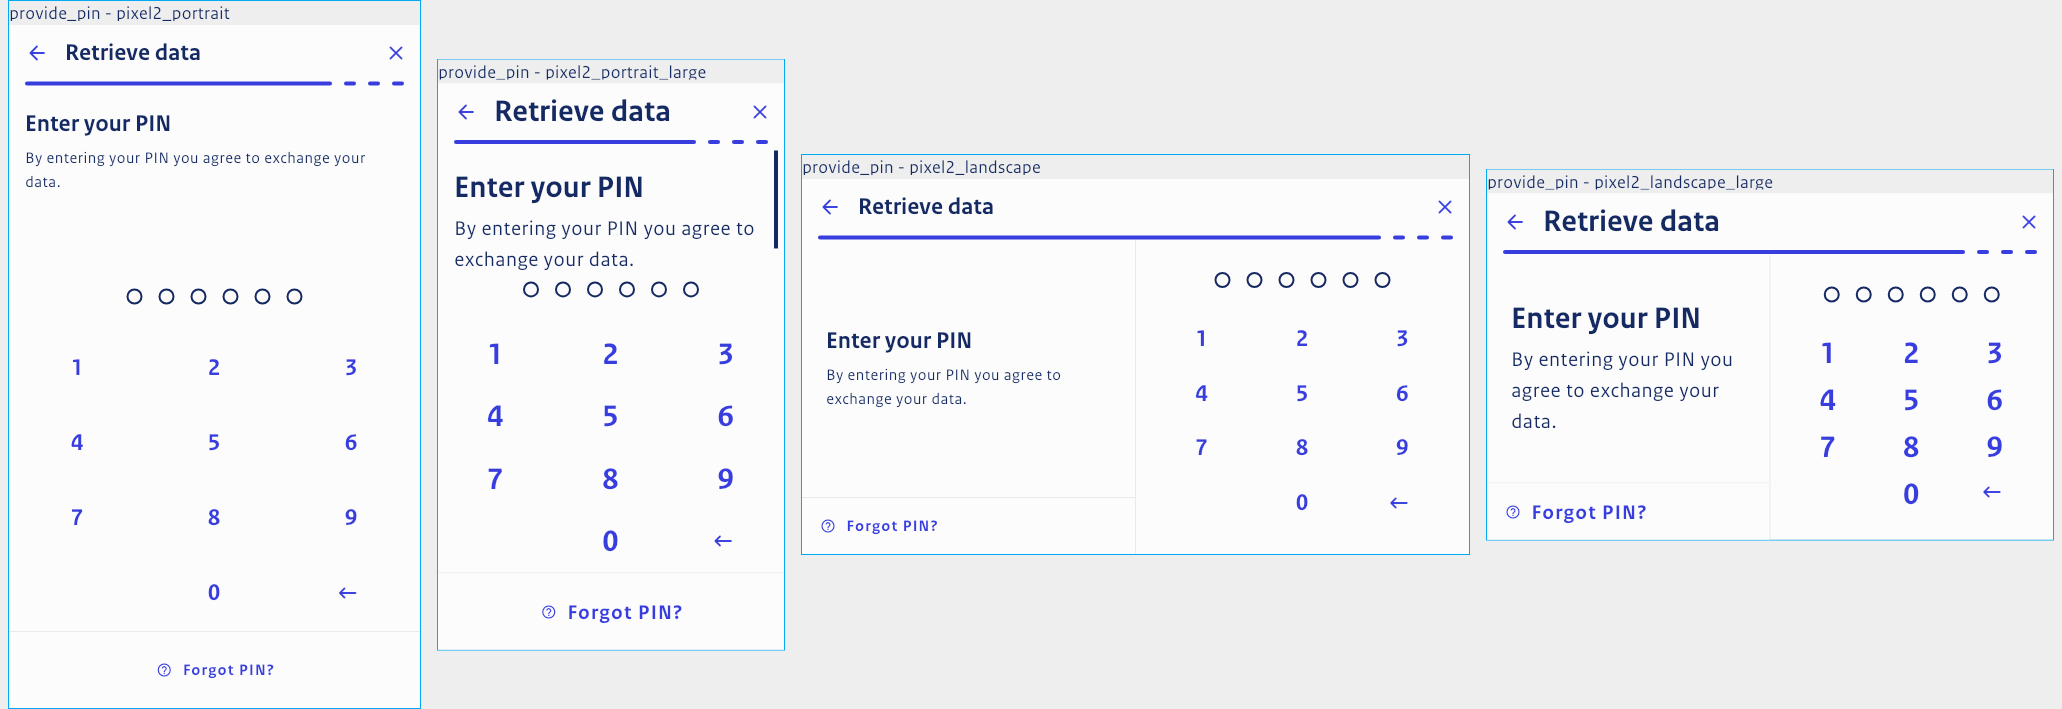 provide_pin - pixel2_portrait
Retrieve data
Enter your PIN
By entering your PIN you agree to exchange your
data.
1 2 3
4 5 6
7 8 9
0
Forgot PIN?
provide_pin - pixel2_portrait_large
Retrieve data
Enter your PIN
By entering your PIN you agree to
exchange your data.
1 2 3
4 5 6
7 8 9
0
Forgot PIN?
provide_pin - pixel2_landscape
Retrieve data
Enter your PIN
By entering your PIN you agree to
exchange your data.
Forgot PIN?
1 2 3
4 5 6
7 8 9
0
provide_pin - pixel2_landscape_large
Retrieve data
Enter your PIN
By entering your PIN you
agree to exchange your
data.
Forgot PIN?
1 2 3
4 5 6
7 8 9
0